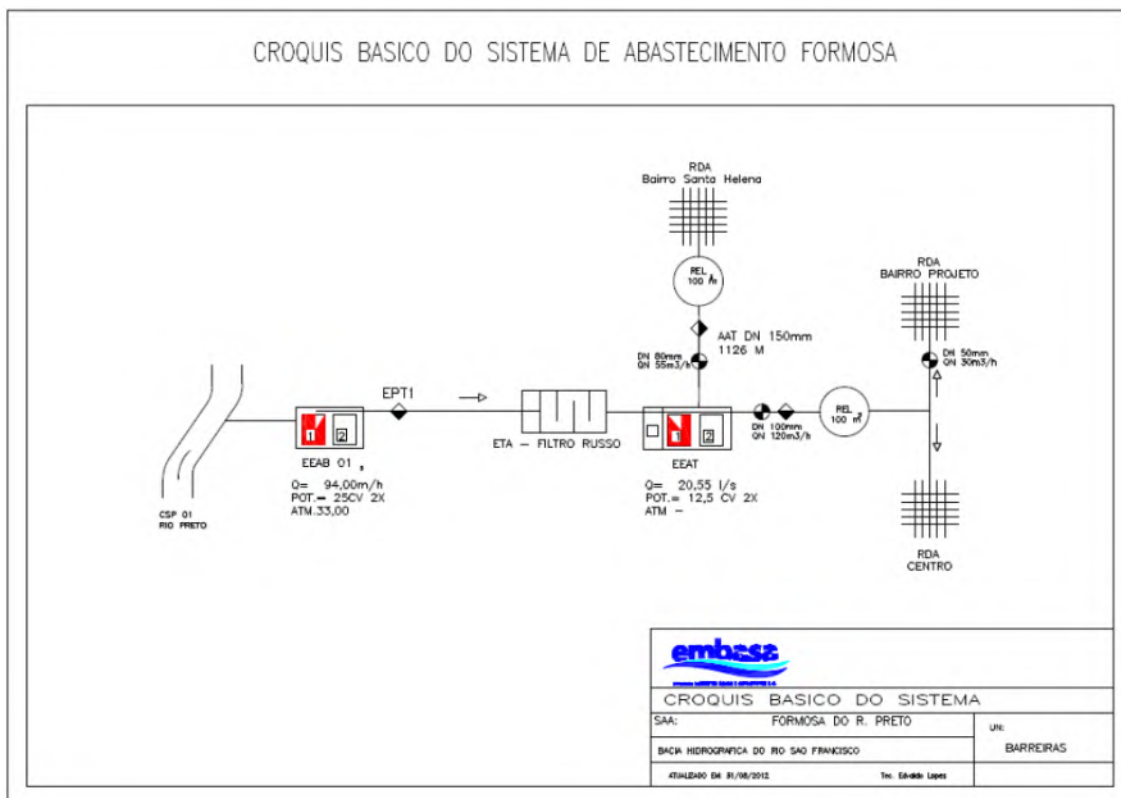 CROQUIS BASICO DO SISTEMA DE ABASTECIMENTO FORMOSA
RDA
Bairro Santa Helena
REL
100
RDA
BAIRRO PROJETO
AAT DN 150mm
1126 M
DN 80mm
QN 55m3/h
DN 50mm
QN 30m3/h
EPT1
1
2
ETA – FILTRO RUSSO
1
2
DN 100mm
QN 120m3/h
REL
100 m²
EEAB 01
Q= 94,00m/h
POT.= 25CV 2X
ATM.33,00
EEAT
Q= 20,55 l/s
POT.= 12,5 CV 2X
ATM –
CSP 01
RIO PRETO
RDA
CENTRO
embasa
CROQUIS BASICO DO SISTEMA
SAA: FORMOSA DO R. PRETO
UN:
BARREIRAS
BACIA HIDROGRAFICA DO RIO SAO FRANCISCO
ATUALIZADO EM 31/08/2012 Tec. Edvaldo Lopes